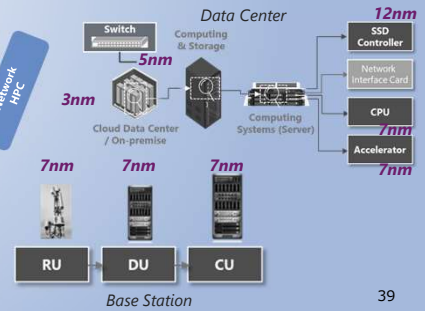 Data Center
12nm
Switch
Computing
& Storage
SSD
Controller
5nm
Network
Interface Card
Network
HPC
3nm
CPU
7nm
Cloud Data Center
/ On-premise
Computing
Systems (Server)
Accelerator
7nm
7nm
7nm
7nm
RU
DU
CU
Base Station
39